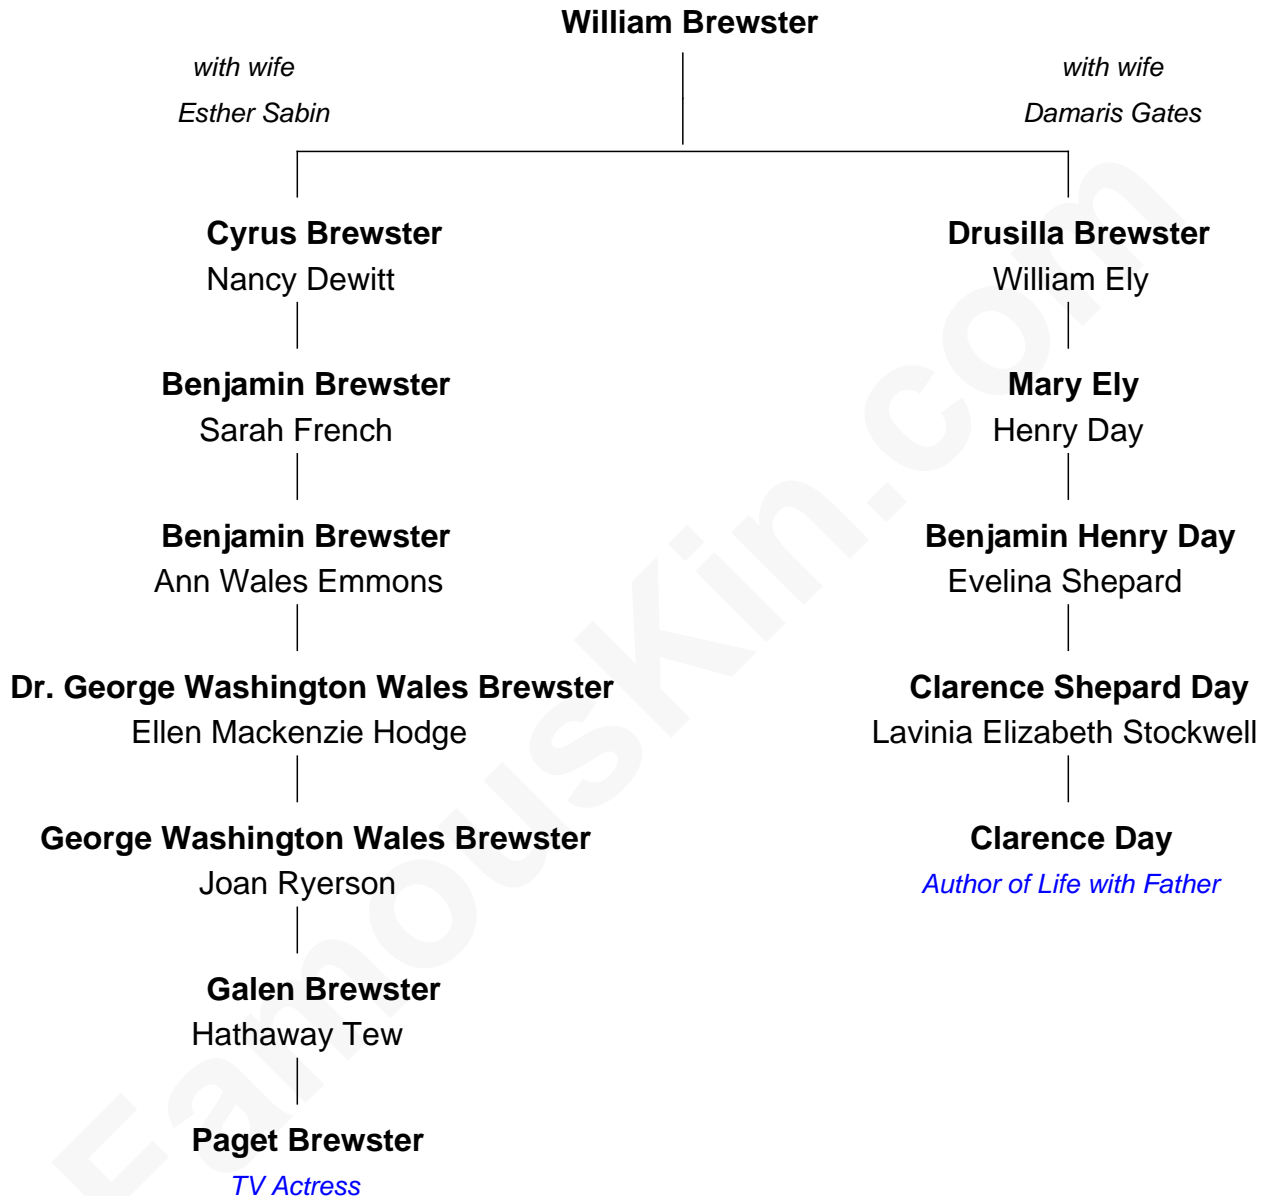 William Brewster
with wife
Esther Sabin
with wife
Damaris Gates
Cyrus Brewster
Nancy Dewitt
Drusilla Brewster
William Ely
Benjamin Brewster
Sarah French
Mary Ely
Henry Day
Benjamin Brewster
Ann Wales Emmons
Benjamin Henry Day
Evelina Shepard
Dr. George Washington Wales Brewster
Ellen Mackenzie Hodge
Clarence Shepard Day
Lavinia Elizabeth Stockwell
George Washington Wales Brewster
Joan Ryerson
Clarence Day
Author of Life with Father
Galen Brewster
Hathaway Tew
Paget Brewster
TV Actress
FamousKin.com